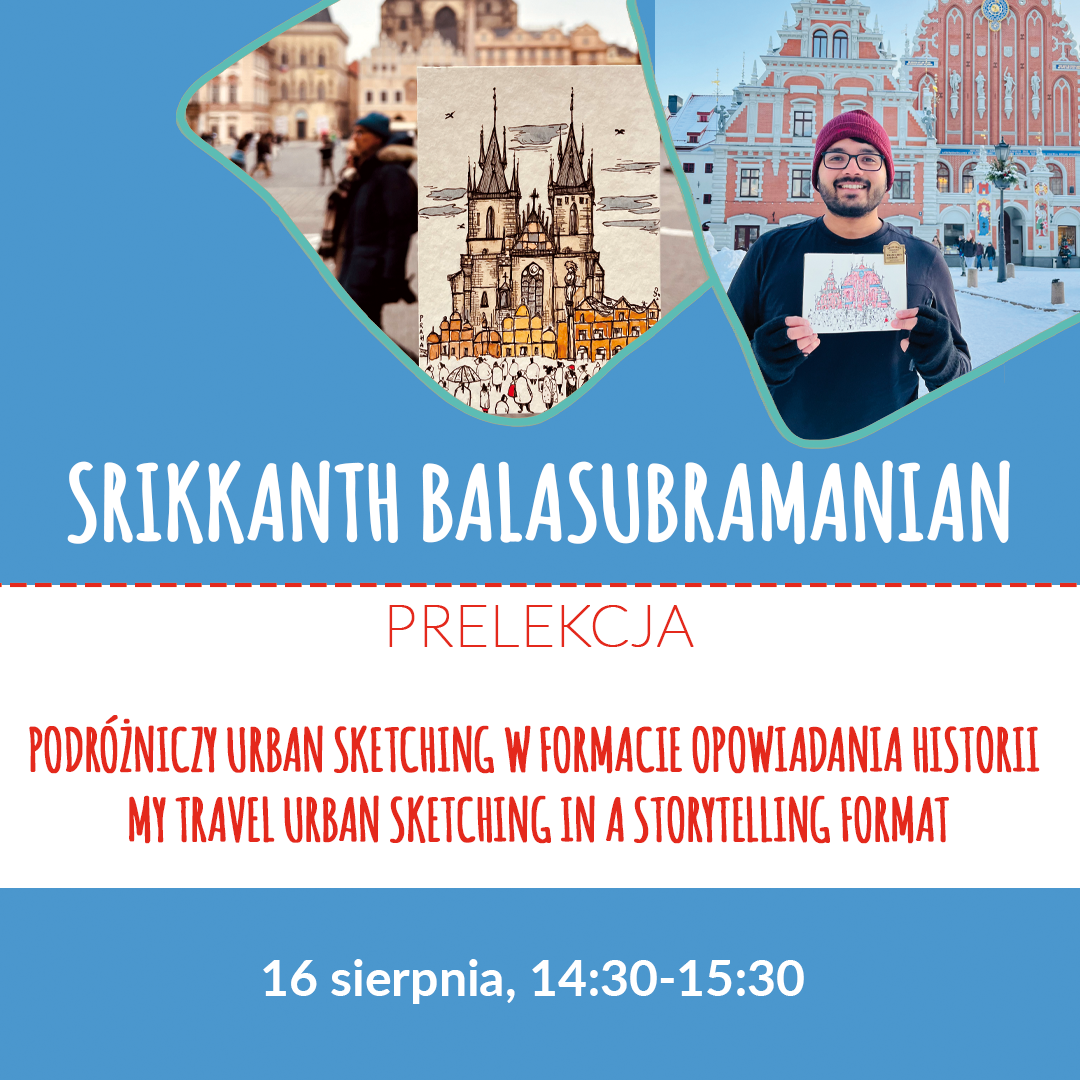 PRAHA
SRIKKANTH BALASUBRAMANIAN
PRELEKCJA
PODRÓŻNICZY URBAN SKETCHING W FORMACIE OPOWIADANIA HISTORII
MY TRAVEL URBAN SKETCHING IN A STORYTELLING FORMAT
16 sierpnia, 14:30-15:30